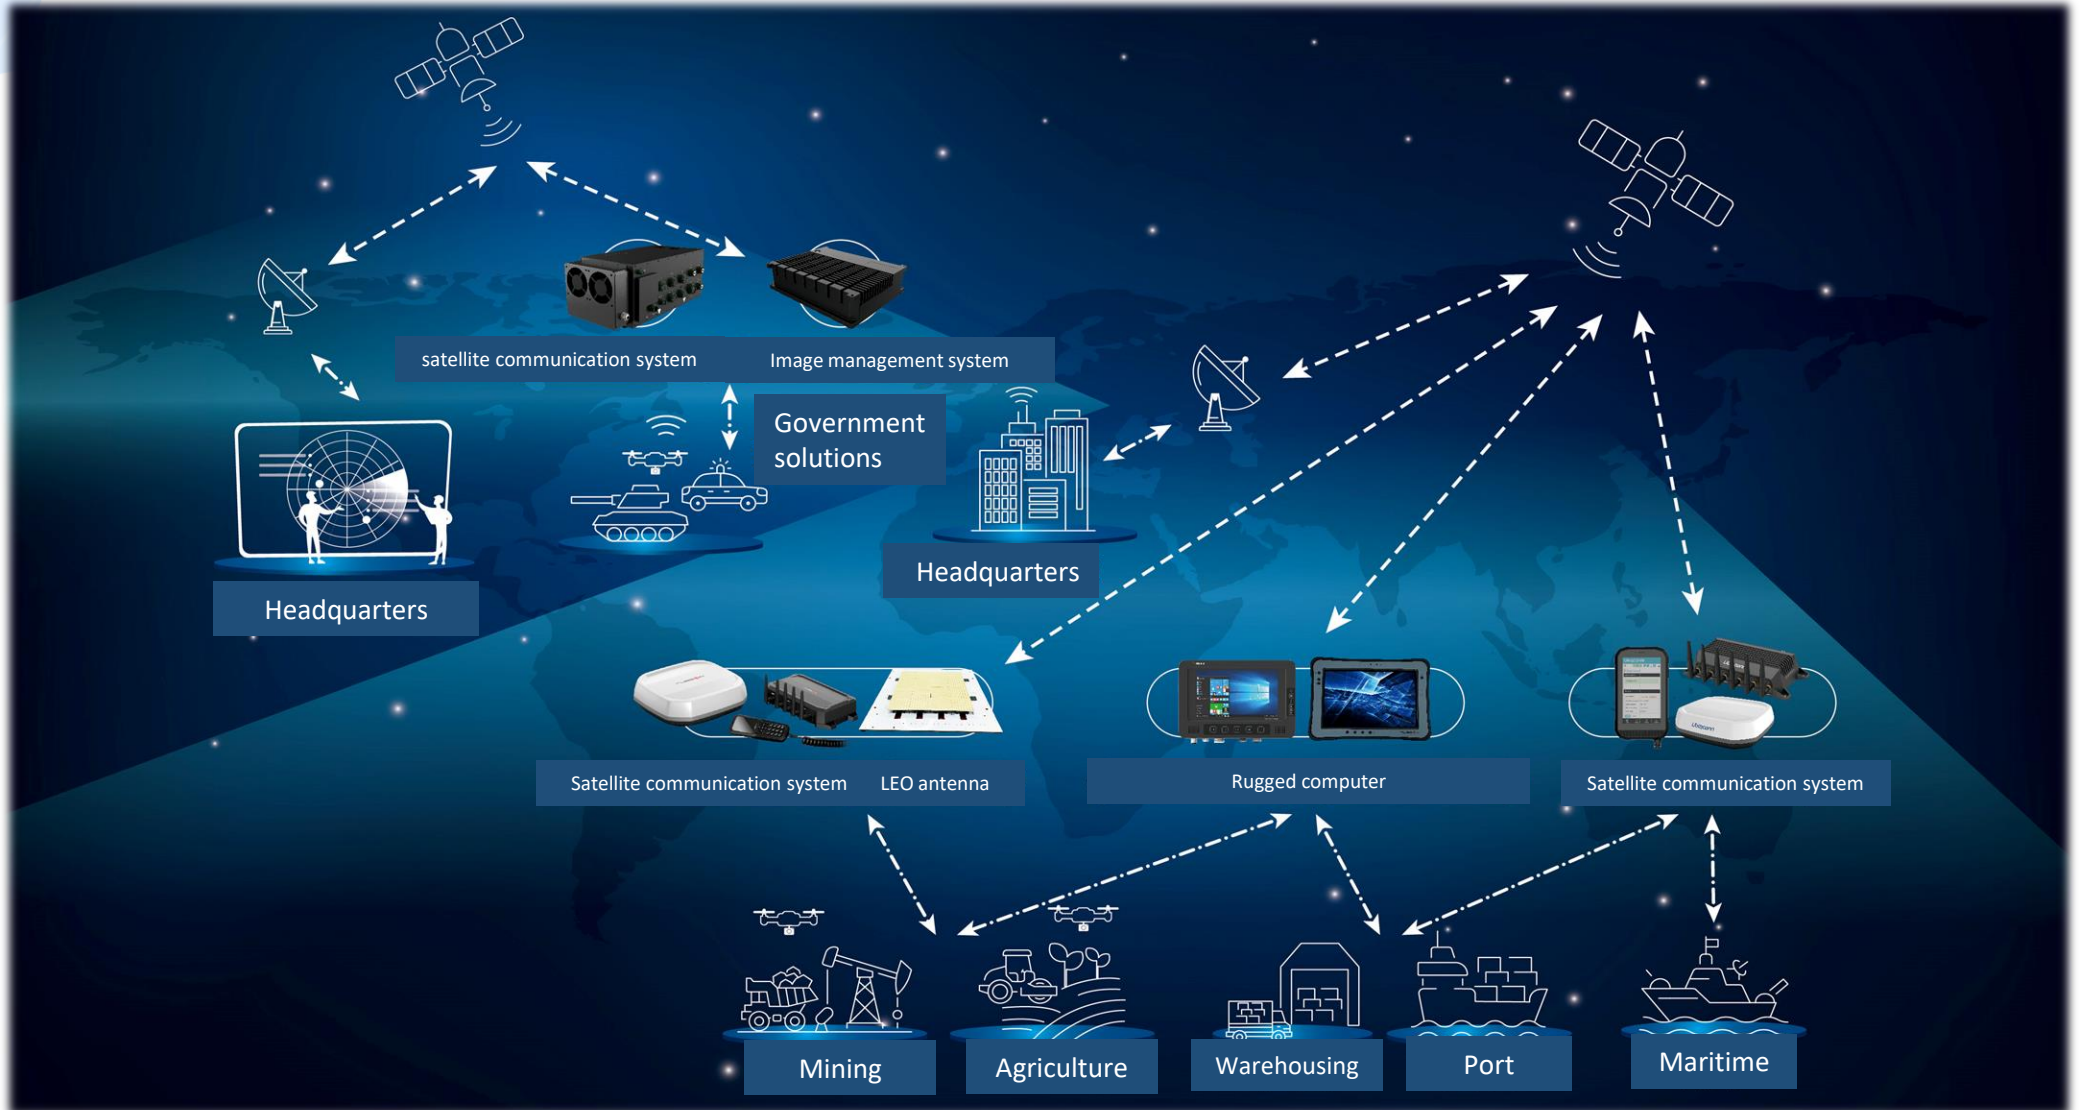 satellite communication system
Image management system
Government
solutions
Headquarters
Headquarters
Satellite communication system
LEO antenna
Rugged computer
Satellite communication system
Mining
Agriculture
Warehousing
Port
Maritime